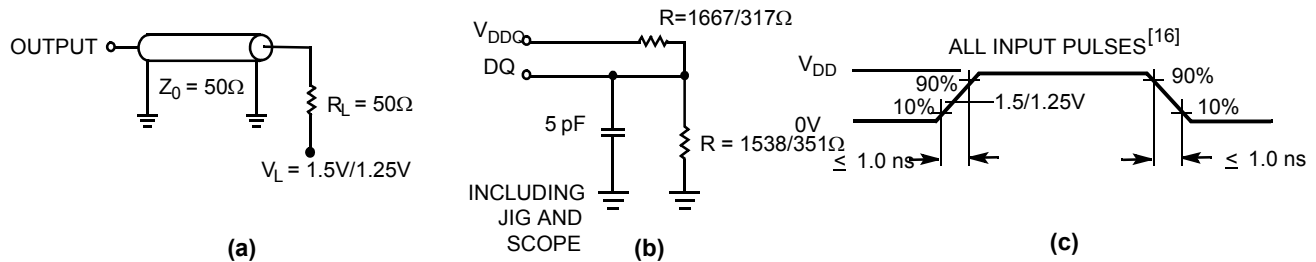 OUTPUT
Z0 = 50Ω
RL = 50Ω
VL = 1.5V/1.25V
(a)
R=1667/317Ω
VDDQ
DQ
5 pF
R = 1538/351Ω
INCLUDING
JIG AND
SCOPE
(b)
ALL INPUT PULSES[16]
VDD
90%
10%
0V
1.5/1.25V
90%
10%
≤ 1.0 ns
≤ 1.0 ns
(c)